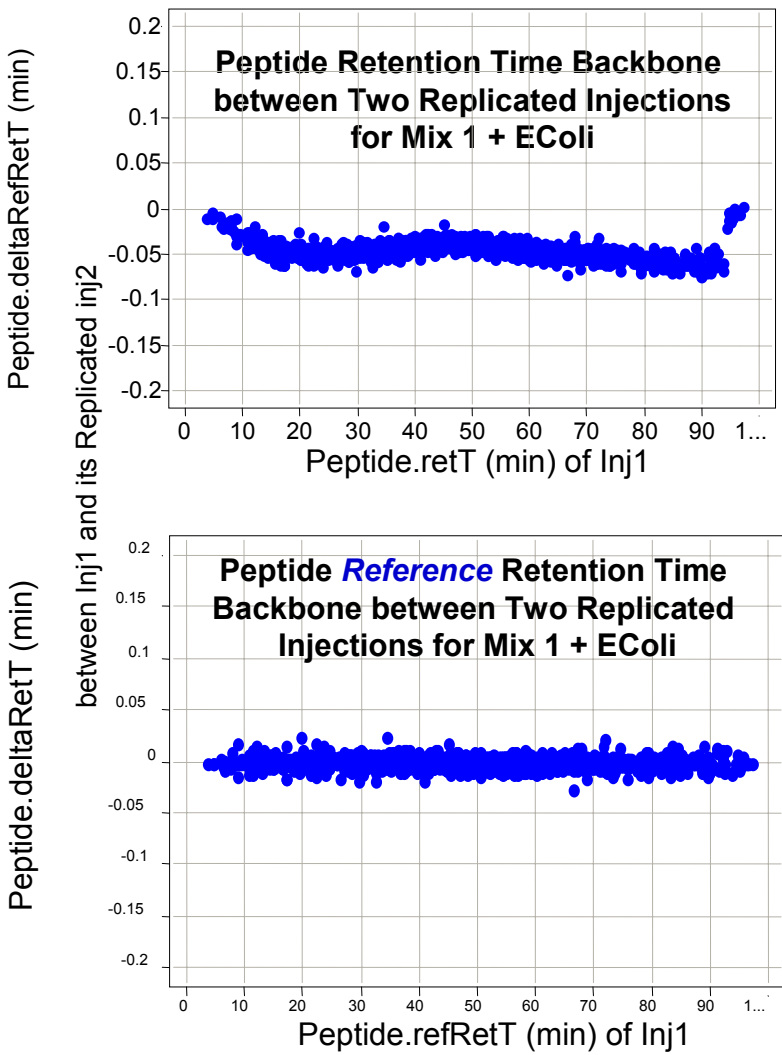 Peptide.deltaRefRetT (min)
between Inj1 and its Replicated inj2
0.2
0.15
0.1
0.05
0
-0.05
-0.1
-0.15
-0.2
Peptide Retention Time Backbone
between Two Replicated Injections
for Mix 1 + EColi
0 10 20 30 40 50 60 70 80 90 1...
Peptide.retT (min) of Inj1
Peptide.deltaRetT (min)
0.2
0.15
0.1
0.05
0
-0.05
-0.1
-0.15
-0.2
Peptide Reference Retention Time
Backbone between Two Replicated
Injections for Mix 1 + EColi
0 10 20 30 40 50 60 70 80 90 1...
Peptide.refRetT (min) of Inj1